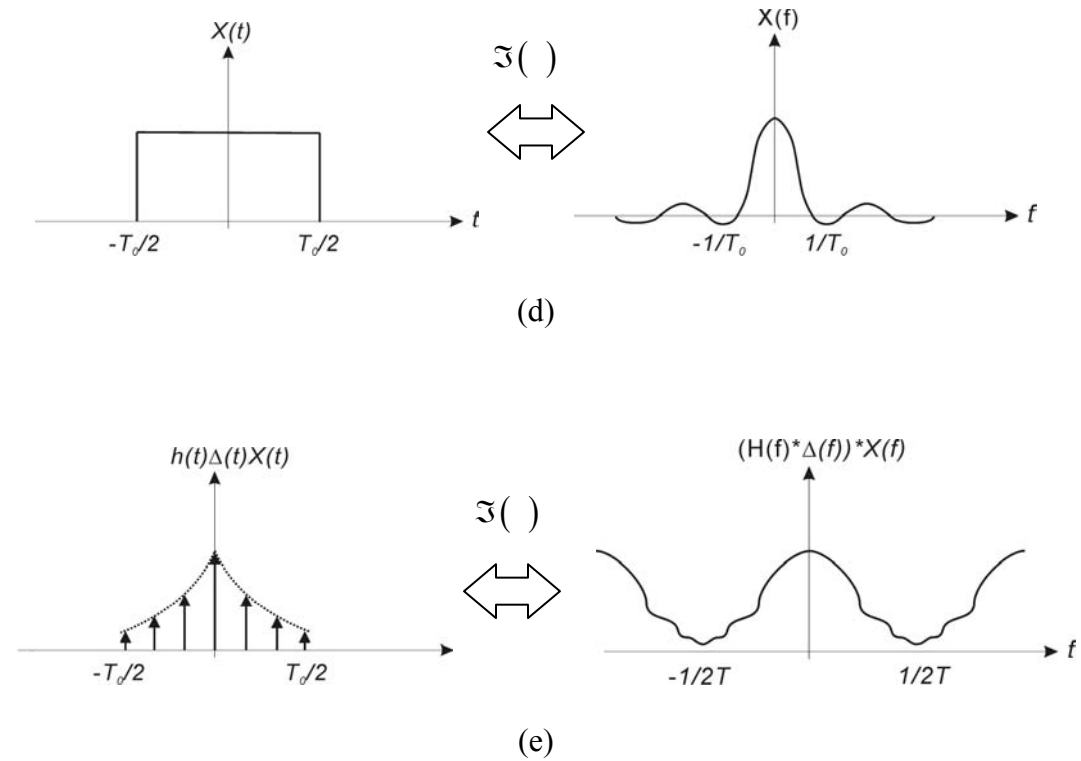 X(t)
X(f)
ℑ( )
t
f
-T₀/2
T₀/2
-1/T₀
1/T₀
(d)
h(t)Δ(t)X(t)
(H(f)*Δ(f))*X(f)
ℑ( )
f
-T₀/2
T₀/2
-1/2T
1/2T
(e)